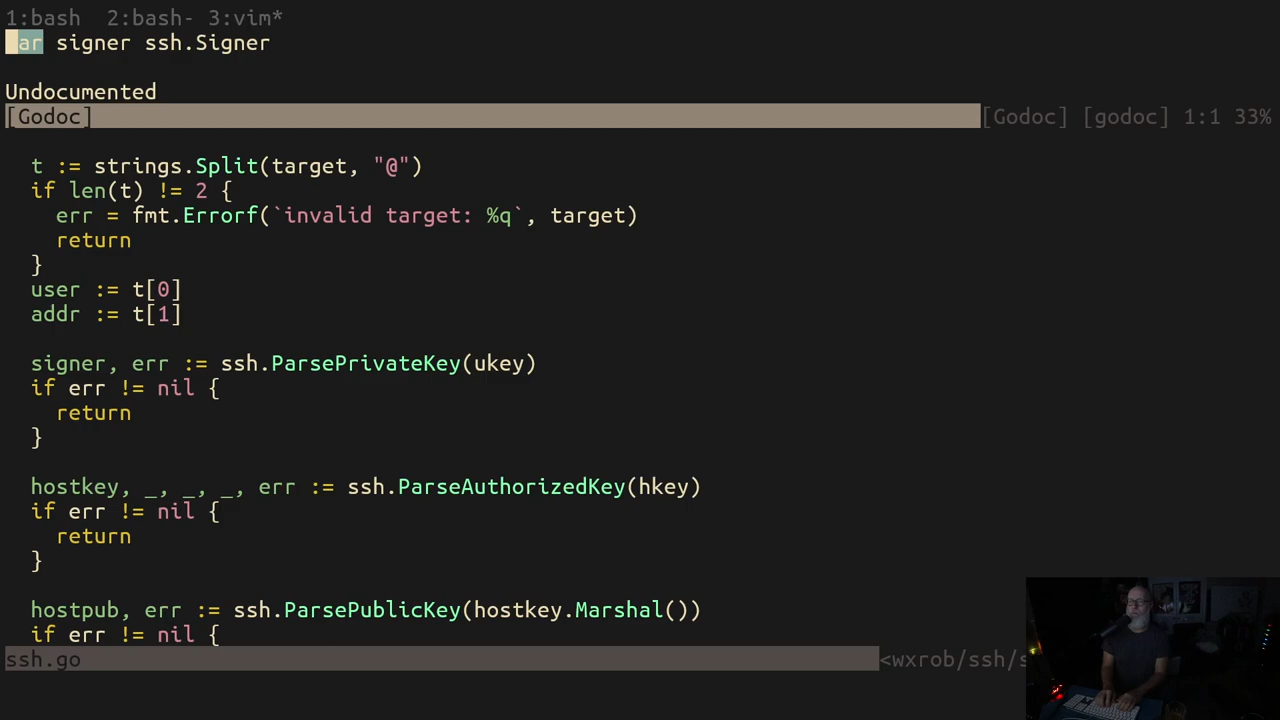 1:bash  2:bash- 3:vim*
var signer ssh.Signer
Undocumented
[Godoc] [Godoc] [godoc] 1:1 33%
t := strings.Split(target, "@")
if len(t) != 2 {
err = fmt.Errorf(`invalid target: %q`, target)
return
}
user := t[0]
addr := t[1]
signer, err := ssh.ParsePrivateKey(ukey)
if err != nil {
return
}
hostkey, _, _, _, err := ssh.ParseAuthorizedKey(hkey)
if err != nil {
return
}
hostpub, err := ssh.ParsePublicKey(hostkey.Marshal())
if err != nil {
ssh.go <wxrob/ssh/s